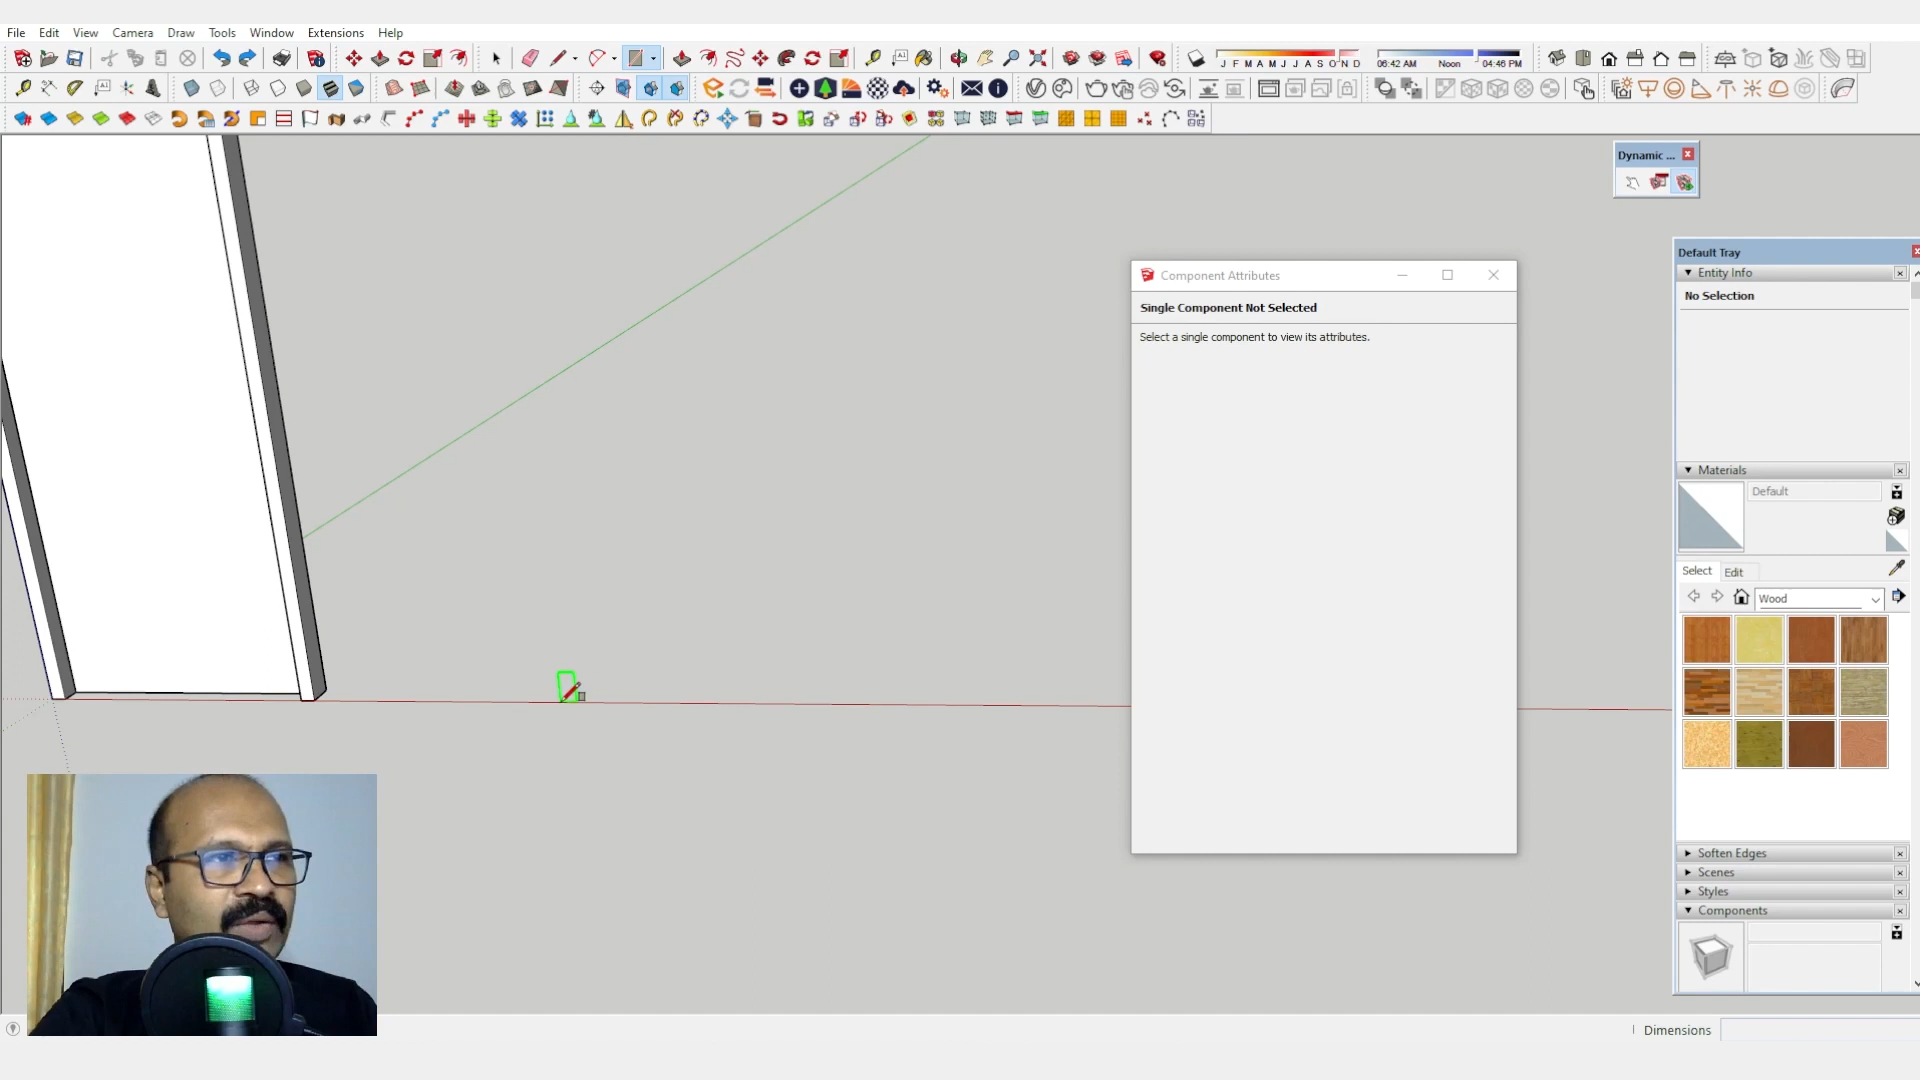 File Edit View Camera Draw Tools Window Extensions Help
J F M A M J J A S O N D 06:42 AM Noon 04:46 PM
Dynamic ...
Component Attributes
Single Component Not Selected
Select a single component to view its attributes.
Default Tray
Entity Info
No Selection
Materials
Default
Select Edit
Wood
Soften Edges
Scenes
Styles
Components
Dimensions